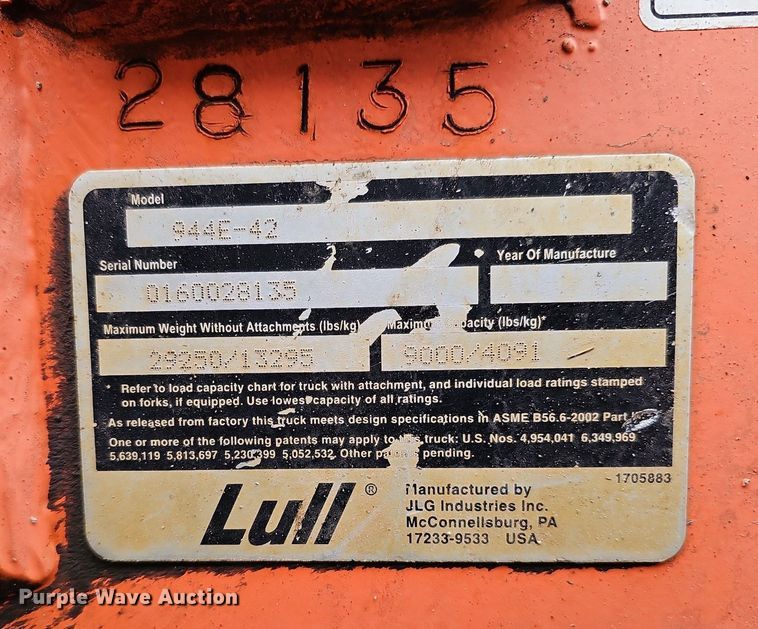 28135
Model
944E-42
Serial Number
Year Of Manufacture
0160028135
Maximum Weight Without Attachments (lbs/kg)
(lbs/kg)*
29250/13295
9000/4091
* Refer to load capacity chart for truck with attachment, and individual load ratings stamped
on forks, if equipped. Use lowest capacity of all ratings.
As released from factory this truck meets design specifications in ASME B56.6-2002 Part
One or more of the following patents may apply to this truck: U.S. Nos. 4,954,041 6,349,969
5,639,119 5,813,697 5,230,399 5,052,532 Other pending.
1705883
Lull ®
Manufactured by
JLG Industries Inc.
McConnellsburg, PA
17233-9533 USA
Purple Wave Auction